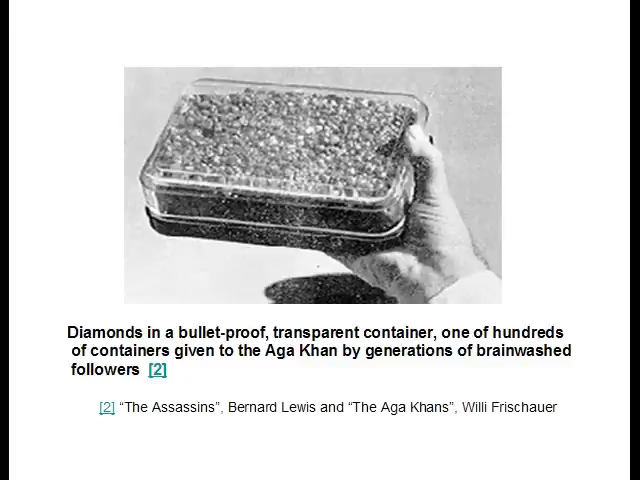 Diamonds in a bullet-proof, transparent container, one of hundreds
of containers given to the Aga Khan by generations of brainwashed
followers [2]
[2] “The Assassins”, Bernard Lewis and “The Aga Khans”, Willi Frischauer